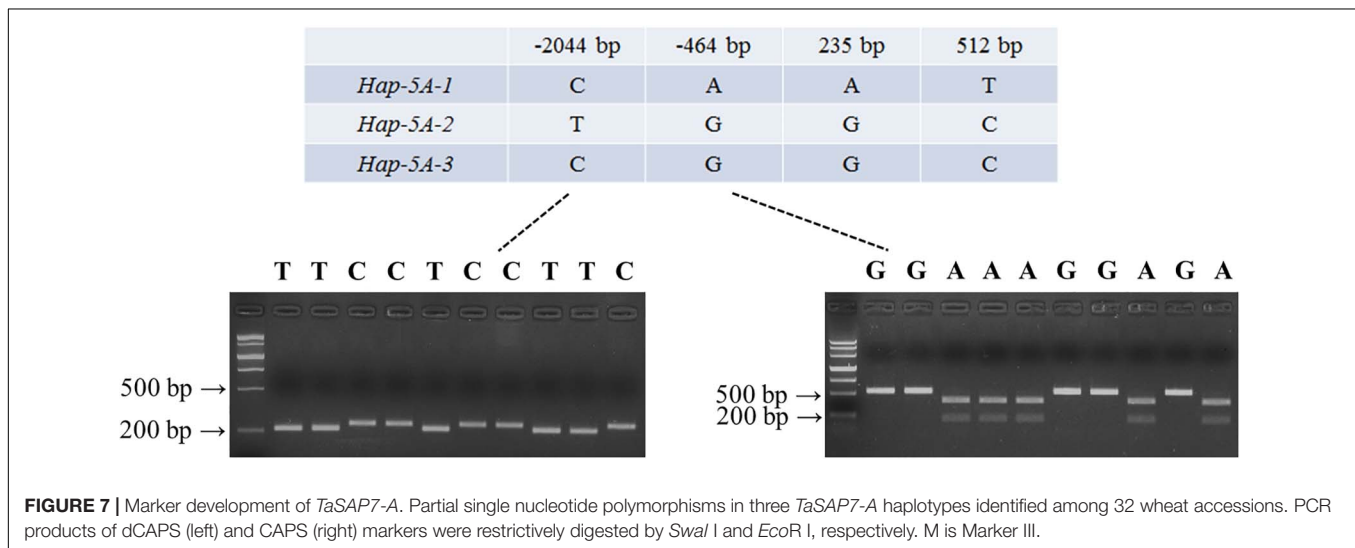 -2044 bp -464 bp 235 bp 512 bp
Hap-5A-1 C A A T
Hap-5A-2 T G G C
Hap-5A-3 C G G C
T T C C T C C T T C
500 bp →
200 bp →
G G A A A G G A G A
500 bp →
200 bp →
FIGURE 7 | Marker development of TaSAP7-A. Partial single nucleotide polymorphisms in three TaSAP7-A haplotypes identified among 32 wheat accessions. PCR
products of dCAPS (left) and CAPS (right) markers were restrictively digested by Swal I and EcoR I, respectively. M is Marker III.